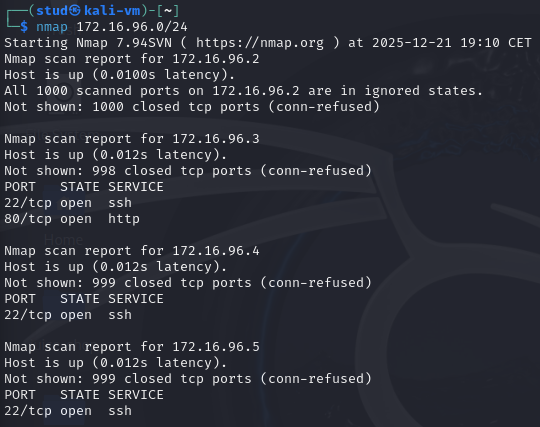 ┌──(stud㉿kali-vm)-[~]
└─$ nmap 172.16.96.0/24
Starting Nmap 7.94SVN ( https://nmap.org ) at 2025-12-21 19:10 CET
Nmap scan report for 172.16.96.2
Host is up (0.0100s latency).
All 1000 scanned ports on 172.16.96.2 are in ignored states.
Not shown: 1000 closed tcp ports (conn-refused)

Nmap scan report for 172.16.96.3
Host is up (0.012s latency).
Not shown: 998 closed tcp ports (conn-refused)
PORT   STATE SERVICE
22/tcp open  ssh
80/tcp open  http

Nmap scan report for 172.16.96.4
Host is up (0.012s latency).
Not shown: 999 closed tcp ports (conn-refused)
PORT   STATE SERVICE
22/tcp open  ssh

Nmap scan report for 172.16.96.5
Host is up (0.012s latency).
Not shown: 999 closed tcp ports (conn-refused)
PORT   STATE SERVICE
22/tcp open  ssh